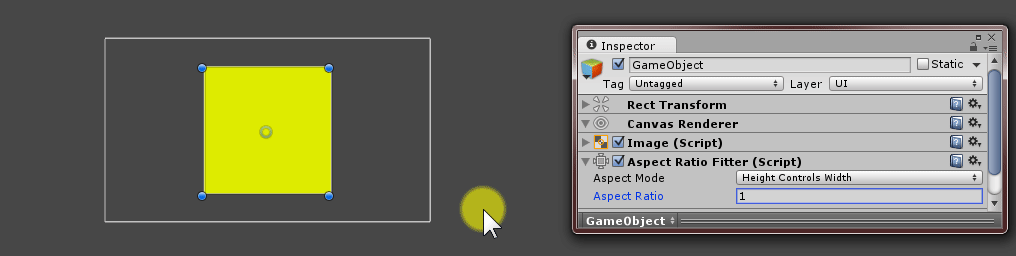 Inspector
GameObject Static
Tag Untagged Layer UI
Rect Transform
Canvas Renderer
Image (Script)
Aspect Ratio Fitter (Script)
Aspect Mode Height Controls Width
Aspect Ratio 1
GameObject